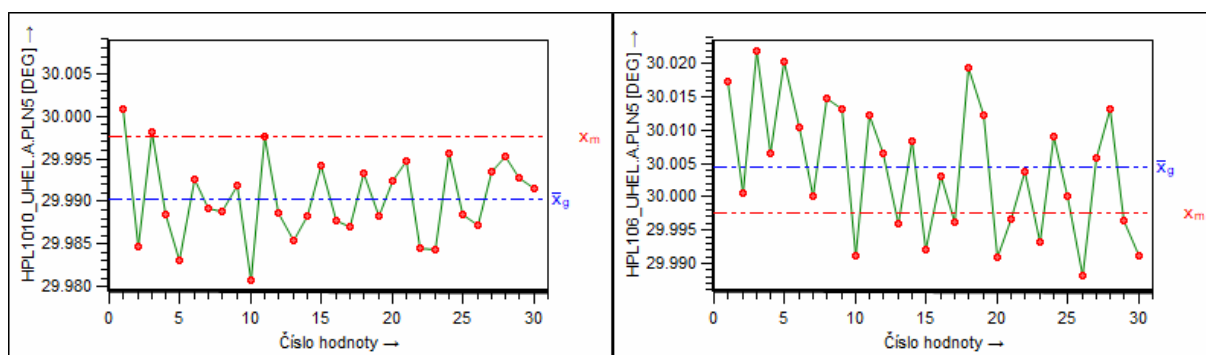 HPL1010_UHEL.A.PLN5 [DEG] →
30.005
30.000
29.995
29.990
29.985
29.980
0 5 10 15 20 25 30
Číslo hodnoty →
x m
x̅ g
HPL106_UHEL.A.PLN5 [DEG] →
30.020
30.015
30.010
30.005
30.000
29.995
29.990
0 5 10 15 20 25 30
Číslo hodnoty →
x̅ g
x m